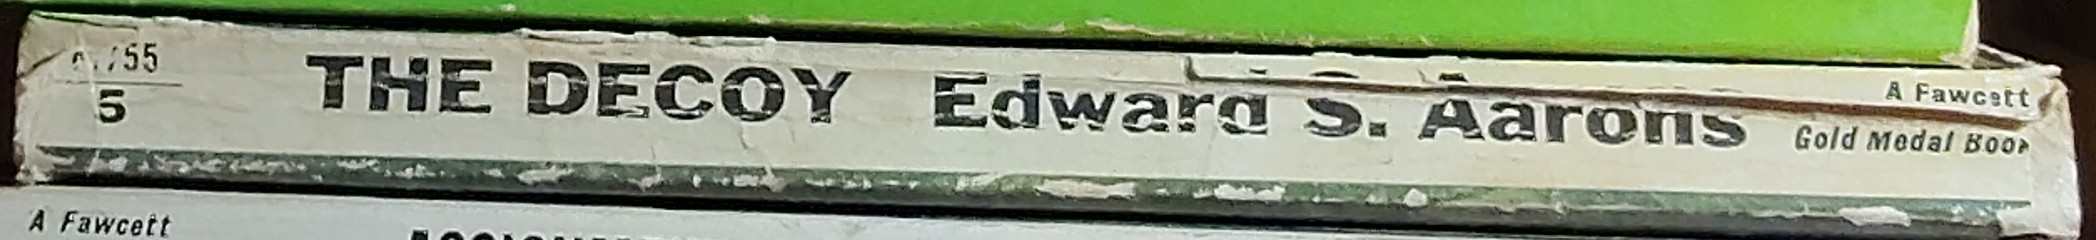 5
THE DECOY Edward S. Aarons
A Fawcett
Gold Medal Book
A Fawcett